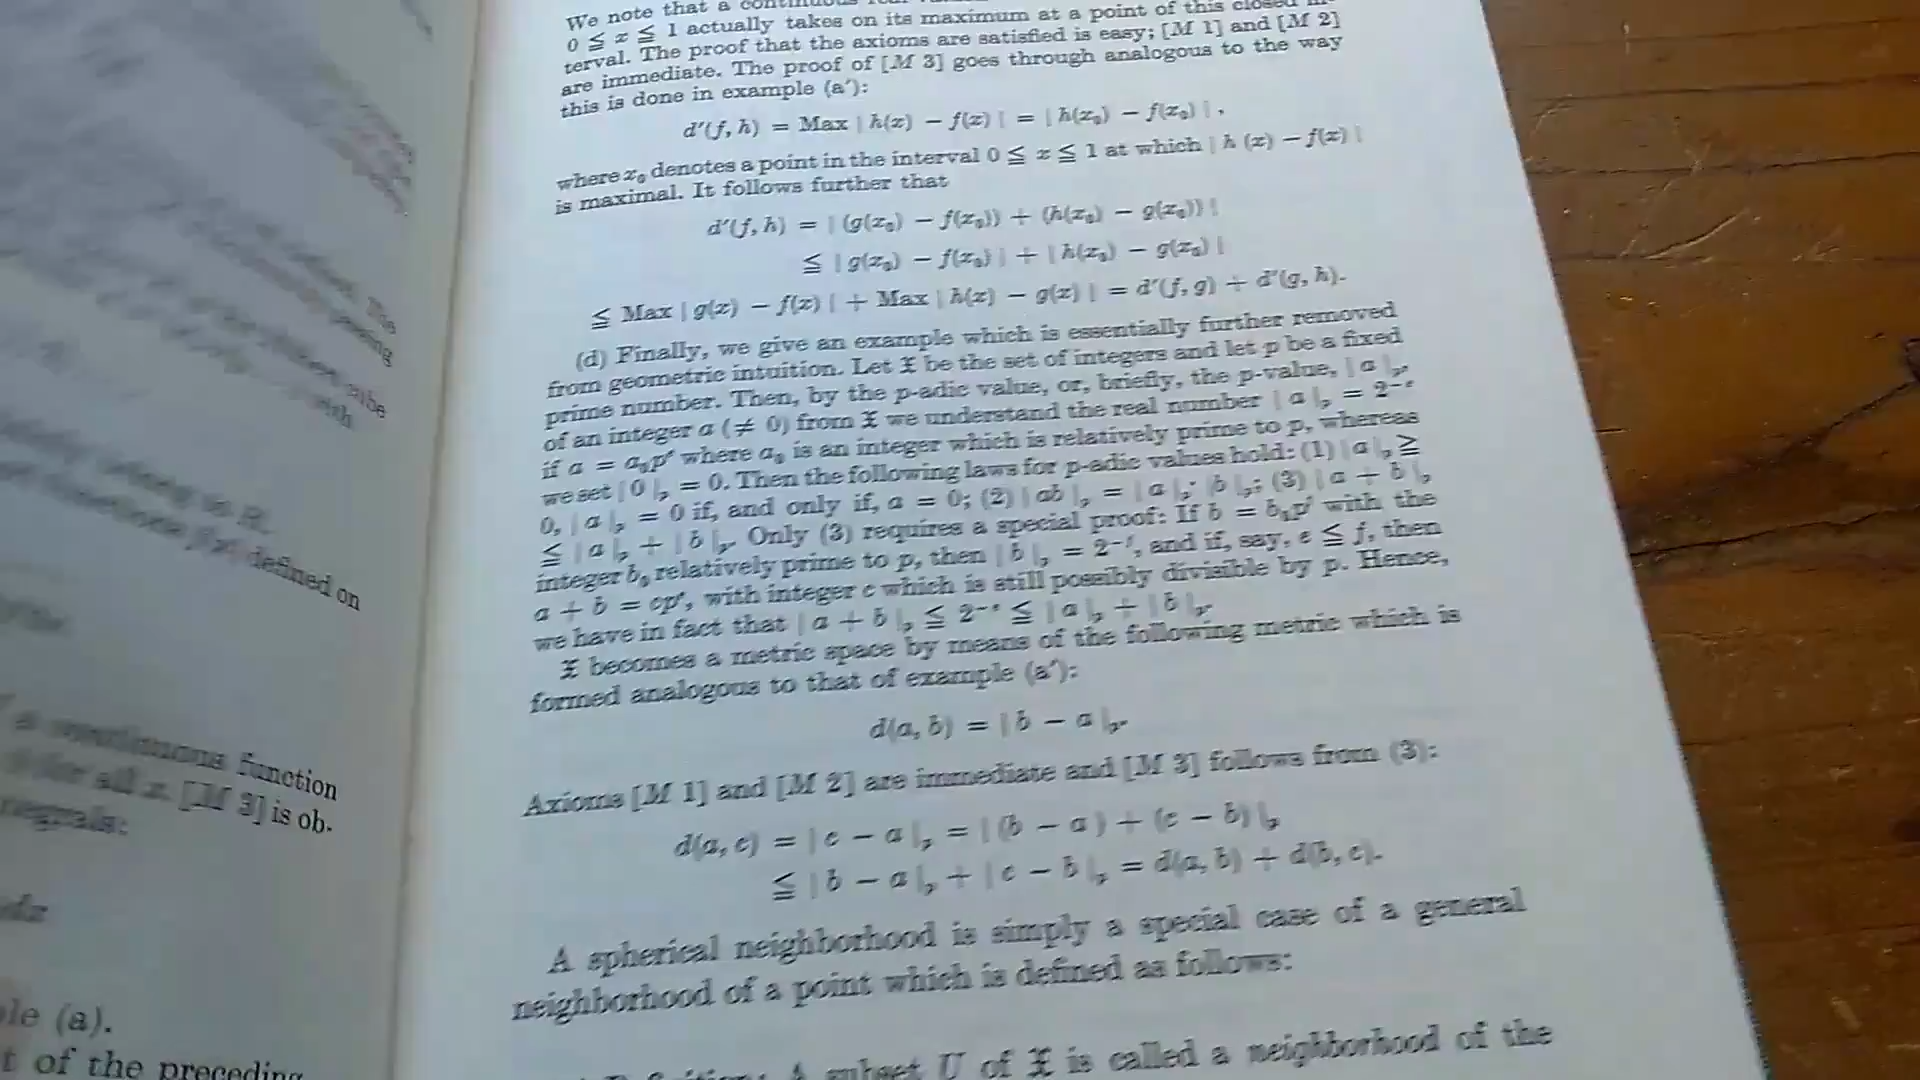 defined on
a continuous function
for all x. [M 3] is ob-
egrals:
dx
le (a).
t of the preceding
We note that a continuous
0 ≦ x ≦ 1 actually takes on its maximum at a point of this closed in-
terval. The proof that the axioms are satisfied is easy; [M 1] and [M 2]
are immediate. The proof of [M 3] goes through analogous to the way
this is done in example (a′):
d′(f, h) = Max | h(x) − f(x) | = | h(x₀) − f(x₀) | ,
where x₀ denotes a point in the interval 0 ≦ x ≦ 1 at which | h (x) − f(x) |
is maximal. It follows further that
d′(f, h) = | (g(x₀) − f(x₀)) + (h(x₀) − g(x₀)) |
≦ | g(x₀) − f(x₀) | + | h(x₀) − g(x₀) |
≦ Max | g(x) − f(x) | + Max | h(x) − g(x) | = d′(f, g) + d′(g, h).
(d) Finally, we give an example which is essentially further removed
from geometric intuition. Let 𝔛 be the set of integers and let p be a fixed
prime number. Then, by the p-adic value, or, briefly, the p-value, | a |ₚ,
of an integer a (≠ 0) from 𝔛 we understand the real number | a |ₚ = 2⁻ᵉ
if a = a₀pᵉ where a₀ is an integer which is relatively prime to p, whereas
we set | 0 |ₚ = 0. Then the following laws for p-adic values hold: (1) | a |ₚ ≧
0, | a |ₚ = 0 if, and only if, a = 0; (2) | ab |ₚ = | a |ₚ· | b |ₚ; (3) | a + b |ₚ
≦ | a |ₚ + | b |ₚ. Only (3) requires a special proof: If b = b₀pᶠ with the
integer b₀ relatively prime to p, then | b |ₚ = 2⁻ᶠ, and if, say, e ≦ f, then
a + b = cpᵉ, with integer c which is still possibly divisible by p. Hence,
we have in fact that | a + b |ₚ ≦ 2⁻ᵉ ≦ | a |ₚ + | b |ₚ.
𝔛 becomes a metric space by means of the following metric which is
formed analogous to that of example (a′):
d(a, b) = | b − a |ₚ.
Axioms [M 1] and [M 2] are immediate and [M 3] follows from (3):
d(a, c) = | c − a |ₚ = | (b − a) + (c − b) |ₚ
≦ | b − a |ₚ + | c − b |ₚ = d(a, b) + d(b, c).
A spherical neighborhood is simply a special case of a general
neighborhood of a point which is defined as follows:
Definition: A subset U of 𝔛 is called a neighborhood of the